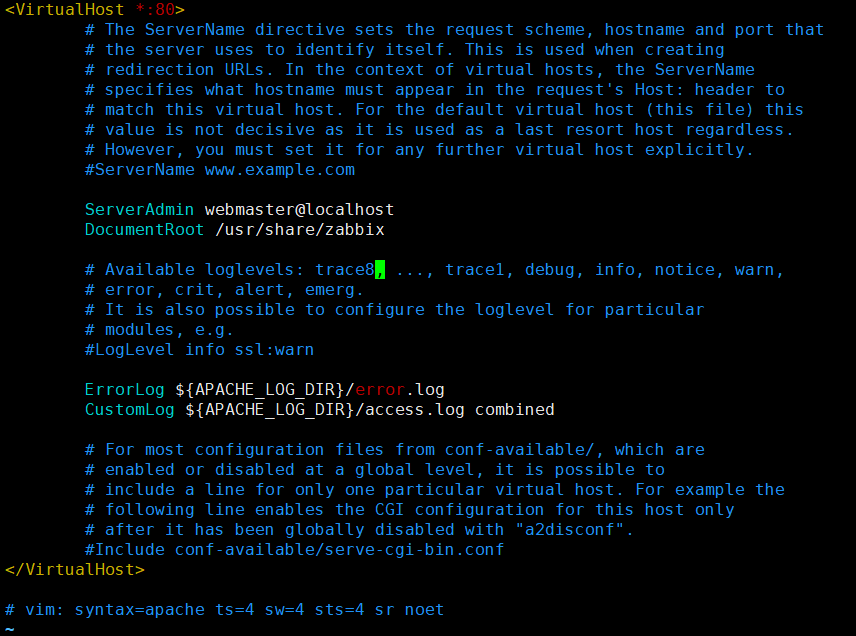 <VirtualHost *:80>
# The ServerName directive sets the request scheme, hostname and port that
# the server uses to identify itself. This is used when creating
# redirection URLs. In the context of virtual hosts, the ServerName
# specifies what hostname must appear in the request's Host: header to
# match this virtual host. For the default virtual host (this file) this
# value is not decisive as it is used as a last resort host regardless.
# However, you must set it for any further virtual host explicitly.
#ServerName www.example.com
ServerAdmin webmaster@localhost
DocumentRoot /usr/share/zabbix
# Available loglevels: trace8, ..., trace1, debug, info, notice, warn,
# error, crit, alert, emerg.
# It is also possible to configure the loglevel for particular
# modules, e.g.
#LogLevel info ssl:warn
ErrorLog ${APACHE_LOG_DIR}/error.log
CustomLog ${APACHE_LOG_DIR}/access.log combined
# For most configuration files from conf-available/, which are
# enabled or disabled at a global level, it is possible to
# include a line for only one particular virtual host. For example the
# following line enables the CGI configuration for this host only
# after it has been globally disabled with "a2disconf".
#Include conf-available/serve-cgi-bin.conf
</VirtualHost>
# vim: syntax=apache ts=4 sw=4 sts=4 sr noet
~